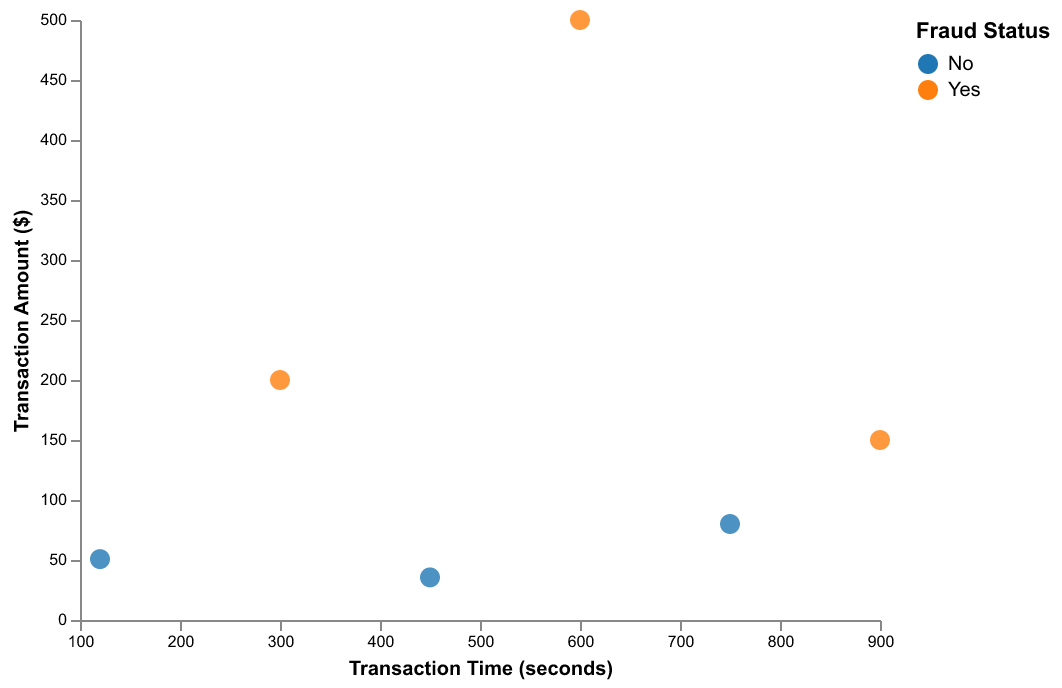 Fraud Status
No
Yes
500
450
400
350
300
250
200
150
100
50
0
Transaction Amount ($)
100 200 300 400 500 600 700 800 900
Transaction Time (seconds)